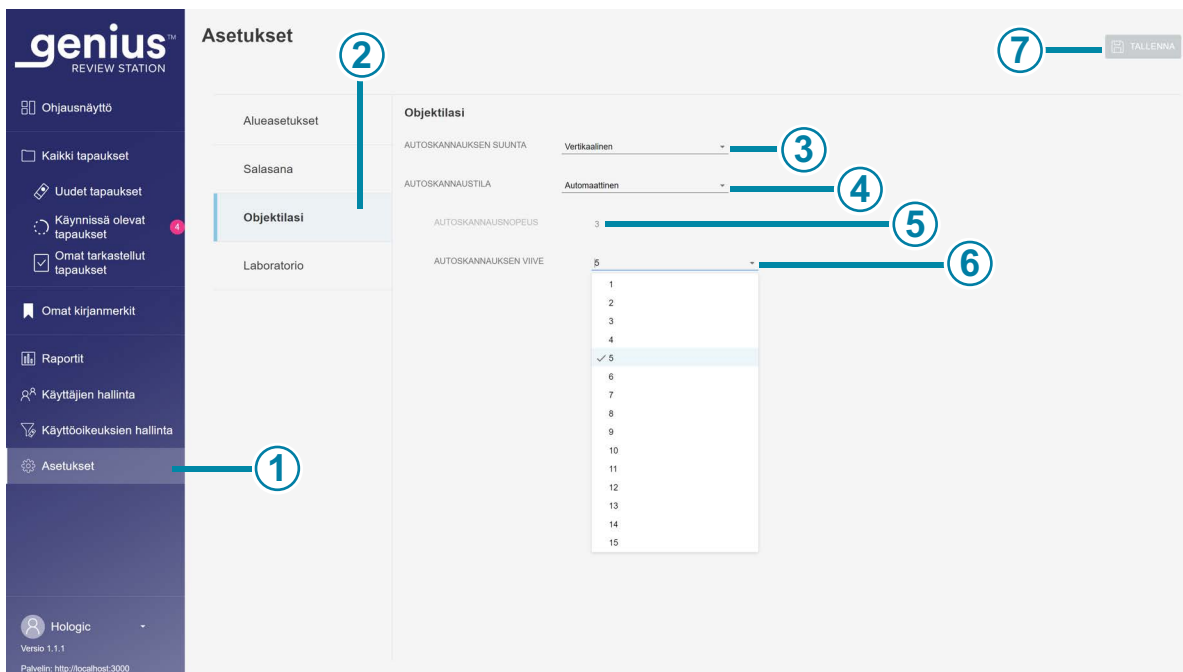 genius™
REVIEW STATION
Ohjausnäyttö
Kaikki tapaukset
Uudet tapaukset
Käynnissä olevat
tapaukset
4
Omat tarkastellut
tapaukset
Omat kirjanmerkit
Raportit
Käyttäjien hallinta
Käyttöoikeuksien hallinta
Asetukset
Hologic
Versio 1.1.1
Palvelin: http://localhost:3000
Asetukset
TALLENNA
Alueasetukset
Salasana
Objektilasi
Laboratorio
Objektilasi
AUTOSKANNAUKSEN SUUNTA Vertikaalinen
AUTOSKANNAUSTILA Automaattinen
AUTOSKANNAUSNOPEUS 3
AUTOSKANNAUKSEN VIIVE 5
1
2
3
4
5
6
7
8
9
10
11
12
13
14
15
1
2
3
4
5
6
7